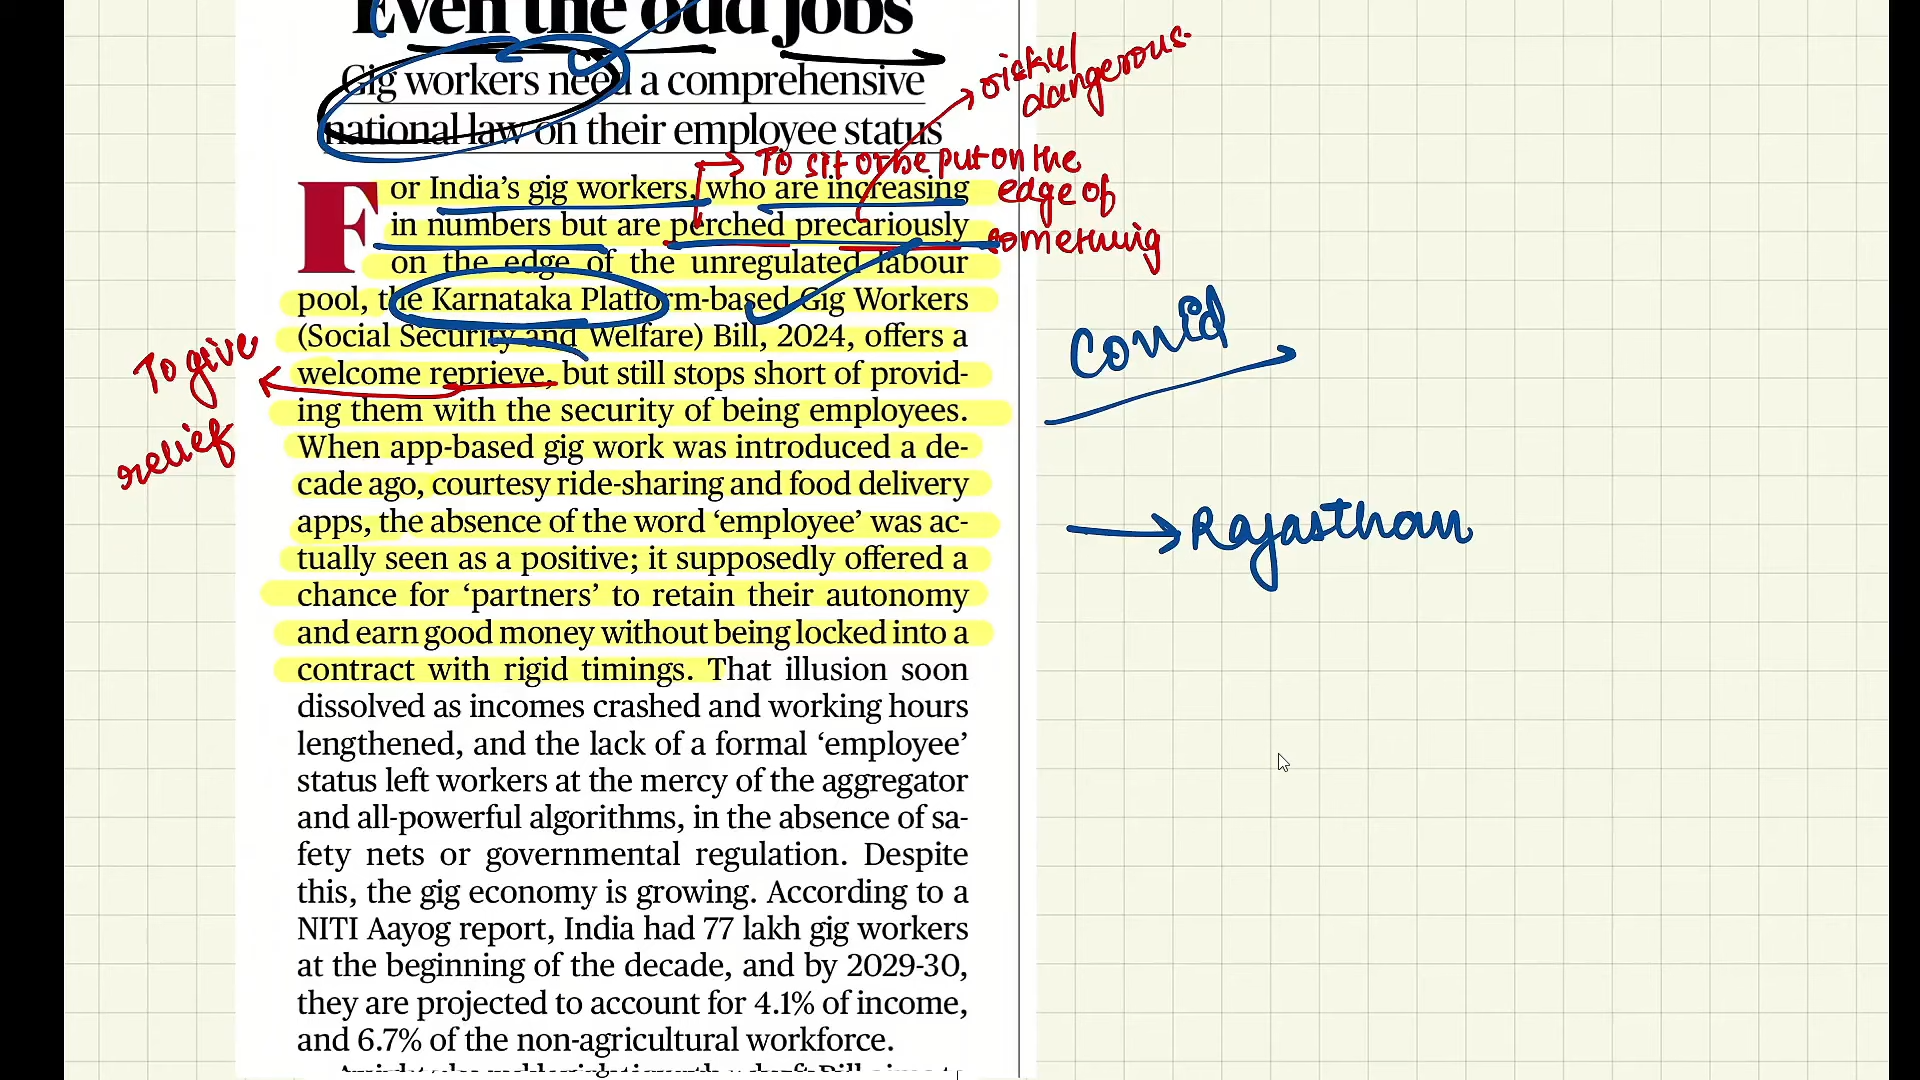 Even the odd jobs
Gig workers need a comprehensive
national law on their employee status
For India's gig workers, who are increasing
in numbers but are perched precariously
on the edge of the unregulated labour
pool, the Karnataka Platform-based Gig Workers
(Social Security and Welfare) Bill, 2024, offers a
welcome reprieve, but still stops short of provid-
ing them with the security of being employees.
When app-based gig work was introduced a de-
cade ago, courtesy ride-sharing and food delivery
apps, the absence of the word ‘employee’ was ac-
tually seen as a positive; it supposedly offered a
chance for ‘partners’ to retain their autonomy
and earn good money without being locked into a
contract with rigid timings. That illusion soon
dissolved as incomes crashed and working hours
lengthened, and the lack of a formal ‘employee’
status left workers at the mercy of the aggregator
and all-powerful algorithms, in the absence of sa-
fety nets or governmental regulation. Despite
this, the gig economy is growing. According to a
NITI Aayog report, India had 77 lakh gig workers
at the beginning of the decade, and by 2029-30,
they are projected to account for 4.1% of income,
and 6.7% of the non-agricultural workforce.
risky/
dangerous.
To sit or be put on the
edge of
something
To give
relief
Covid
Rajasthan